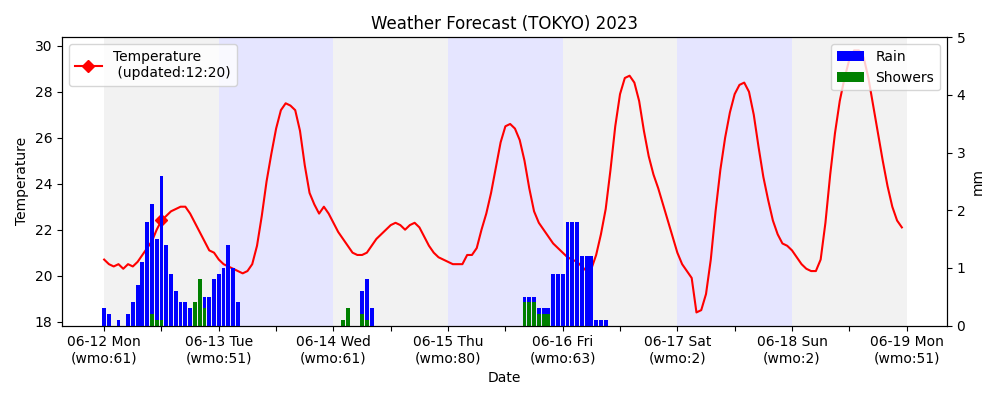 Weather Forecast (TOKYO) 2023
Temperature
(updated:12:20)
Rain
Showers
30
28
26
24
22
20
18
Temperature
5
4
3
2
1
0
mm
06-12 Mon 06-13 Tue 06-14 Wed 06-15 Thu 06-16 Fri 06-17 Sat 06-18 Sun 06-19 Mon
(wmo:61) (wmo:51) (wmo:61) (wmo:80) (wmo:63) (wmo:2) (wmo:2) (wmo:51)
Date